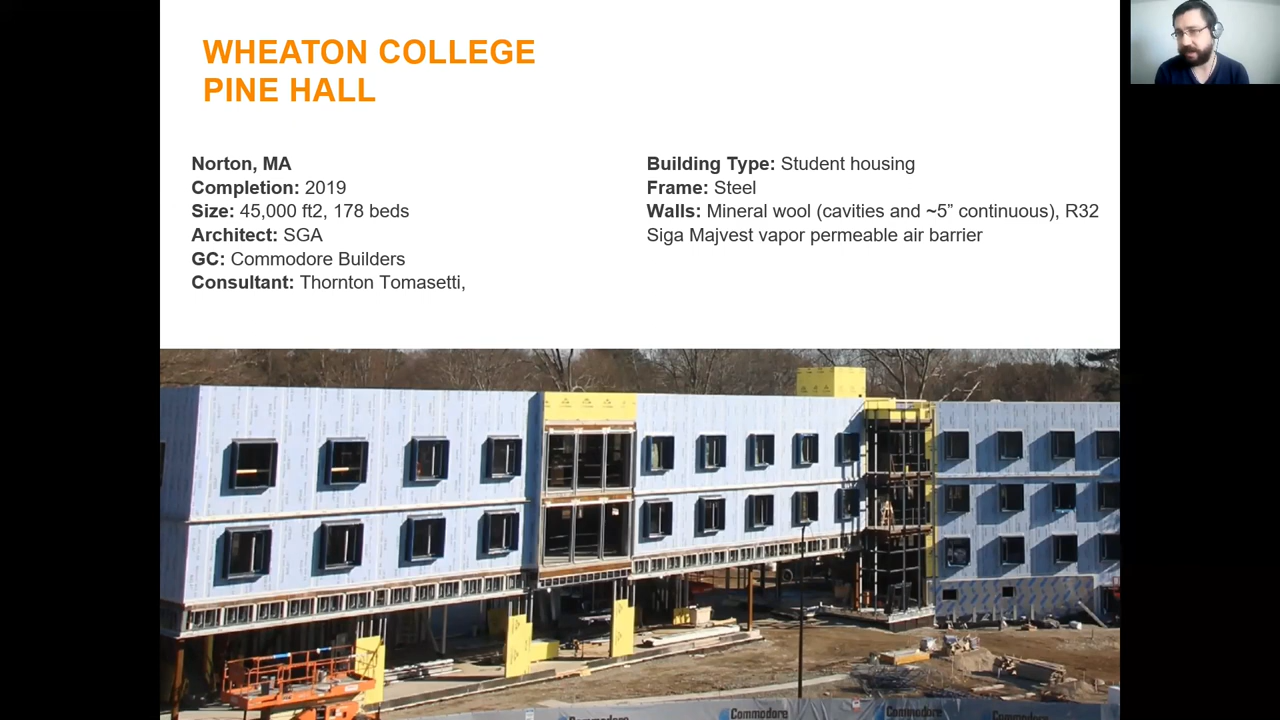 WHEATON COLLEGE
PINE HALL
Norton, MA
Completion: 2019
Size: 45,000 ft2, 178 beds
Architect: SGA
GC: Commodore Builders
Consultant: Thornton Tomasetti,
Building Type: Student housing
Frame: Steel
Walls: Mineral wool (cavities and ~5” continuous), R32
Siga Majvest vapor permeable air barrier
Commodore
Commodore
Commodore